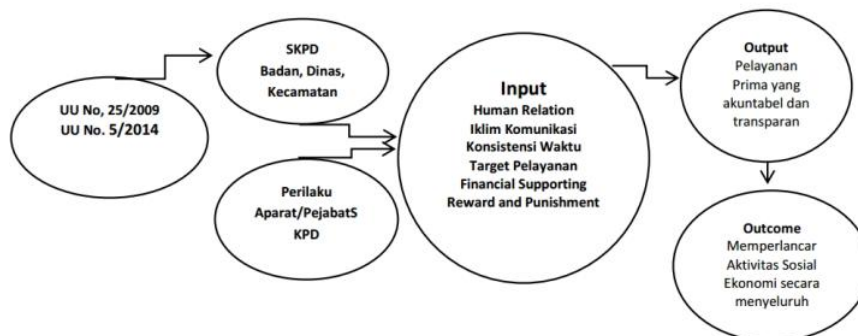 UU No, 25/2009
UU No. 5/2014
SKPD
Badan, Dinas,
Kecamatan
Perilaku
Aparat/PejabatS
KPD
Input
Human Relation
Iklim Komunikasi
Konsistensi Waktu
Target Pelayanan
Financial Supporting
Reward and Punishment
Output
Pelayanan
Prima yang
akuntabel dan
transparan
Outcome
Memperlancar
Aktivitas Sosial
Ekonomi secara
menyeluruh